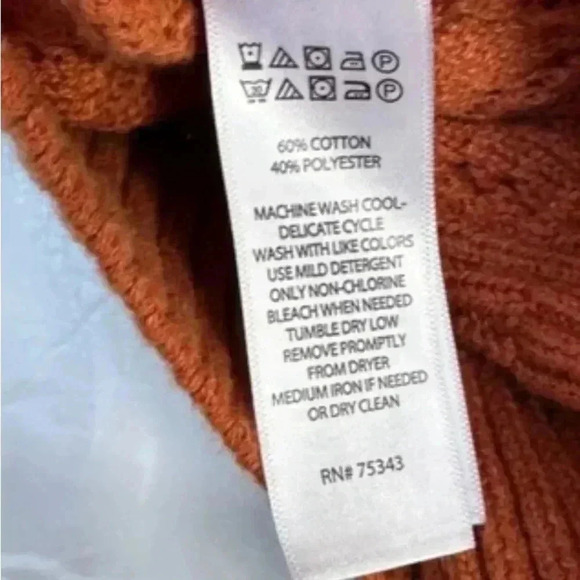 P
30 P
60% COTTON
40% POLYESTER
MACHINE WASH COOL-
DELICATE CYCLE
WASH WITH LIKE COLORS
USE MILD DETERGENT
ONLY NON-CHLORINE
BLEACH WHEN NEEDED
TUMBLE DRY LOW
REMOVE PROMPTLY
FROM DRYER
MEDIUM IRON IF NEEDED
OR DRY CLEAN
RN# 75343